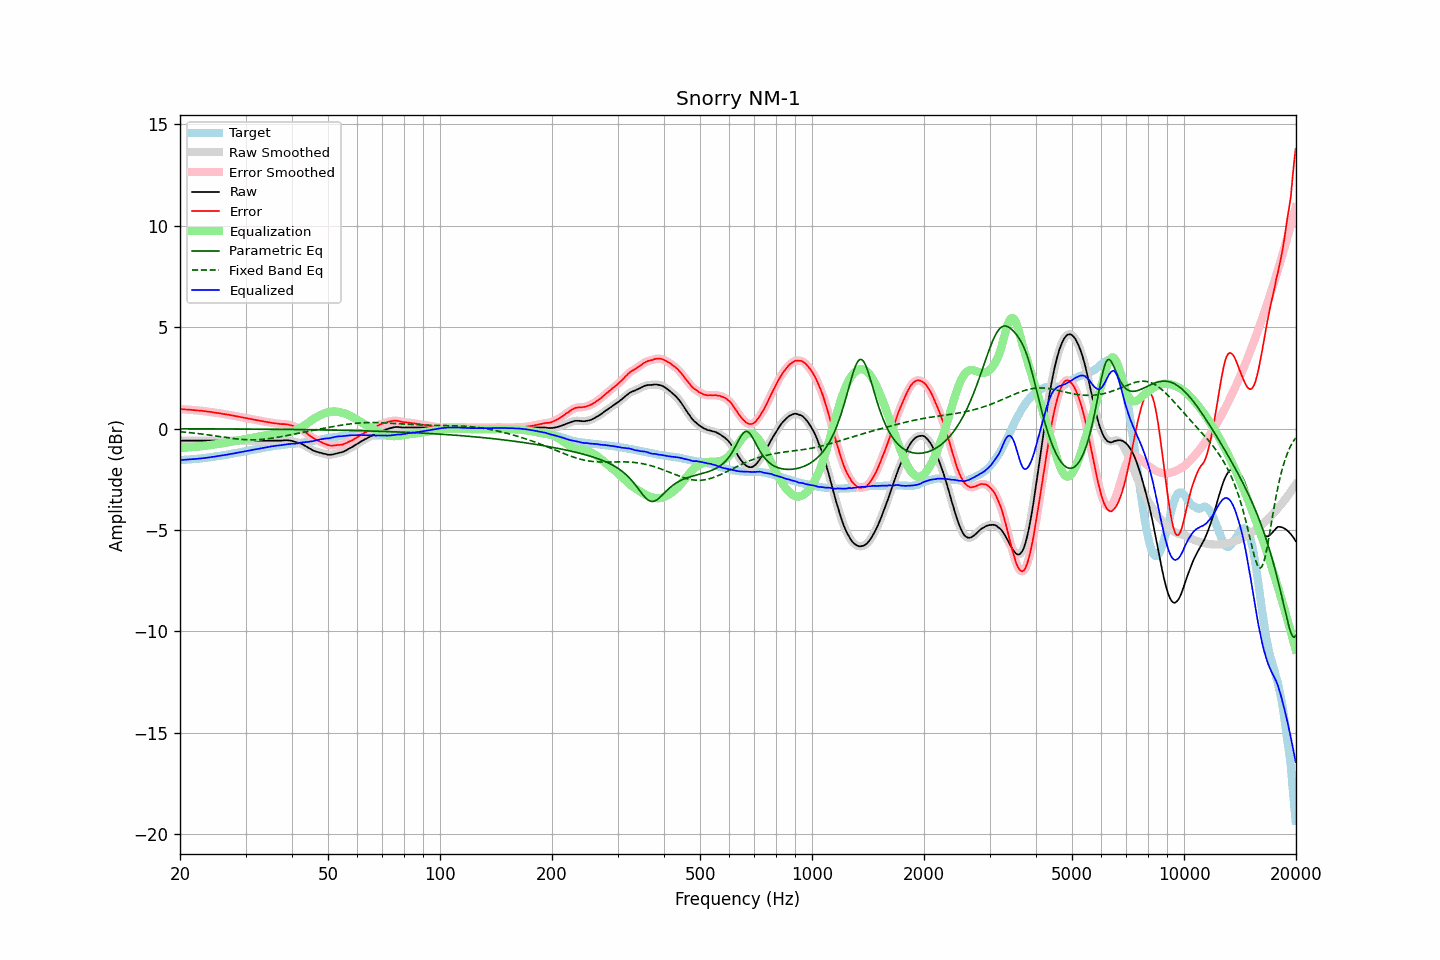 Snorry NM-1
Target
Raw Smoothed
Error Smoothed
Raw
Error
Equalization
Parametric Eq
Fixed Band Eq
Equalized
15
10
5
0
−5
−10
−15
−20
Amplitude (dBr)
20
50
100
200
500
1000
2000
5000
10000
20000
Frequency (Hz)